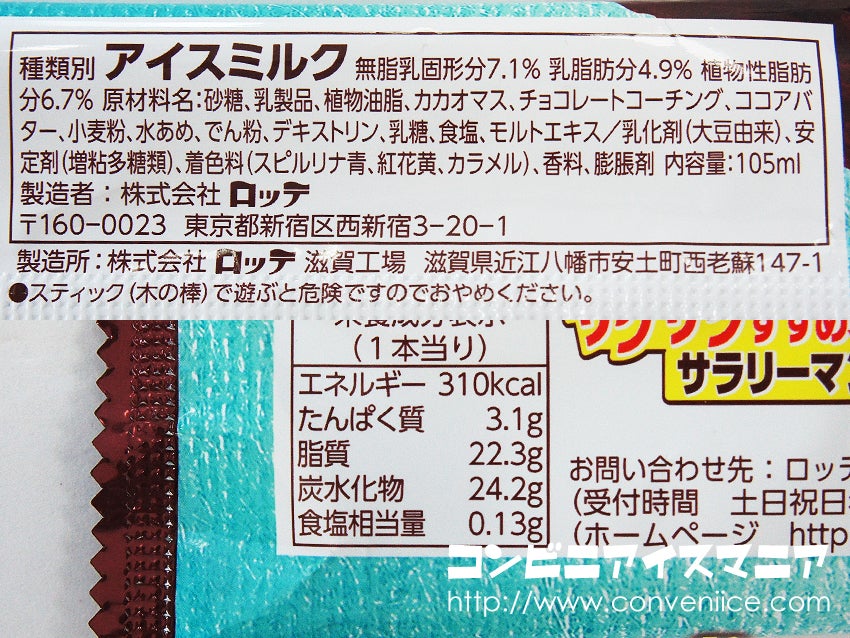 種類別 アイスミルク 無脂乳固形分7.1% 乳脂肪分4.9% 植物性脂肪
分6.7% 原材料名:砂糖、乳製品、植物油脂、カカオマス、チョコレートコーチング、ココアバ
ター、小麦粉、水あめ、でん粉、デキストリン、乳糖、食塩、モルトエキス/乳化剤(大豆由来)、安
定剤(増粘多糖類)、着色料(スピルリナ青、紅花黄、カラメル)、香料、膨脹剤 内容量:105ml
製造者:株式会社 ロッテ
〒160-0023 東京都新宿区西新宿3-20-1
製造所:株式会社 ロッテ 滋賀工場 滋賀県近江八幡市安土町西老蘇147-1
●スティック(木の棒)で遊ぶと危険ですのでおやめください。
栄養成分表示
(1本当り)
エネルギー 310kcal
たんぱく質 3.1g
脂質 22.3g
炭水化物 24.2g
食塩相当量 0.13g
サラリーマン
お問い合わせ先:ロッテ
(受付時間 土日祝日
(ホームページ http
コンビニアイスマニア
http://www.conveniice.com/